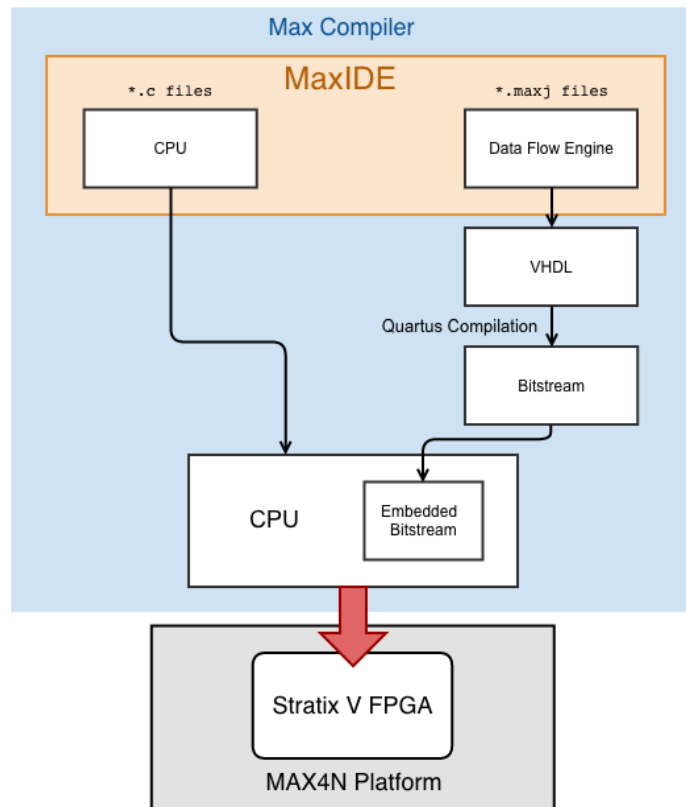 Max Compiler
MaxIDE
*.c files
*.maxj files
CPU
Data Flow Engine
VHDL
Quartus Compilation
Bitstream
CPU
Embedded
Bitstream
Stratix V FPGA
MAX4N Platform